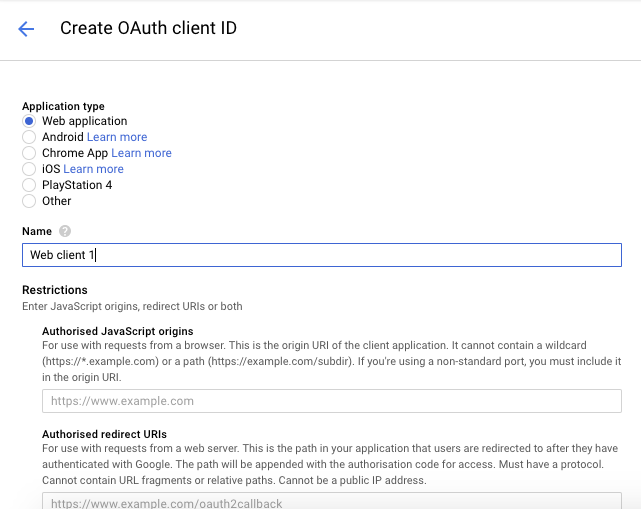 Create OAuth client ID
Application type
Web application
Android Learn more
Chrome App Learn more
iOS Learn more
PlayStation 4
Other
Name ?
Web client 1
Restrictions
Enter JavaScript origins, redirect URIs or both
Authorised JavaScript origins
For use with requests from a browser. This is the origin URI of the client application. It cannot contain a wildcard
(https://*.example.com) or a path (https://example.com/subdir). If you're using a non-standard port, you must include it
in the origin URI.
https://www.example.com
Authorised redirect URIs
For use with requests from a web server. This is the path in your application that users are redirected to after they have
authenticated with Google. The path will be appended with the authorisation code for access. Must have a protocol.
Cannot contain URL fragments or relative paths. Cannot be a public IP address.
https://www.example.com/oauth2callback